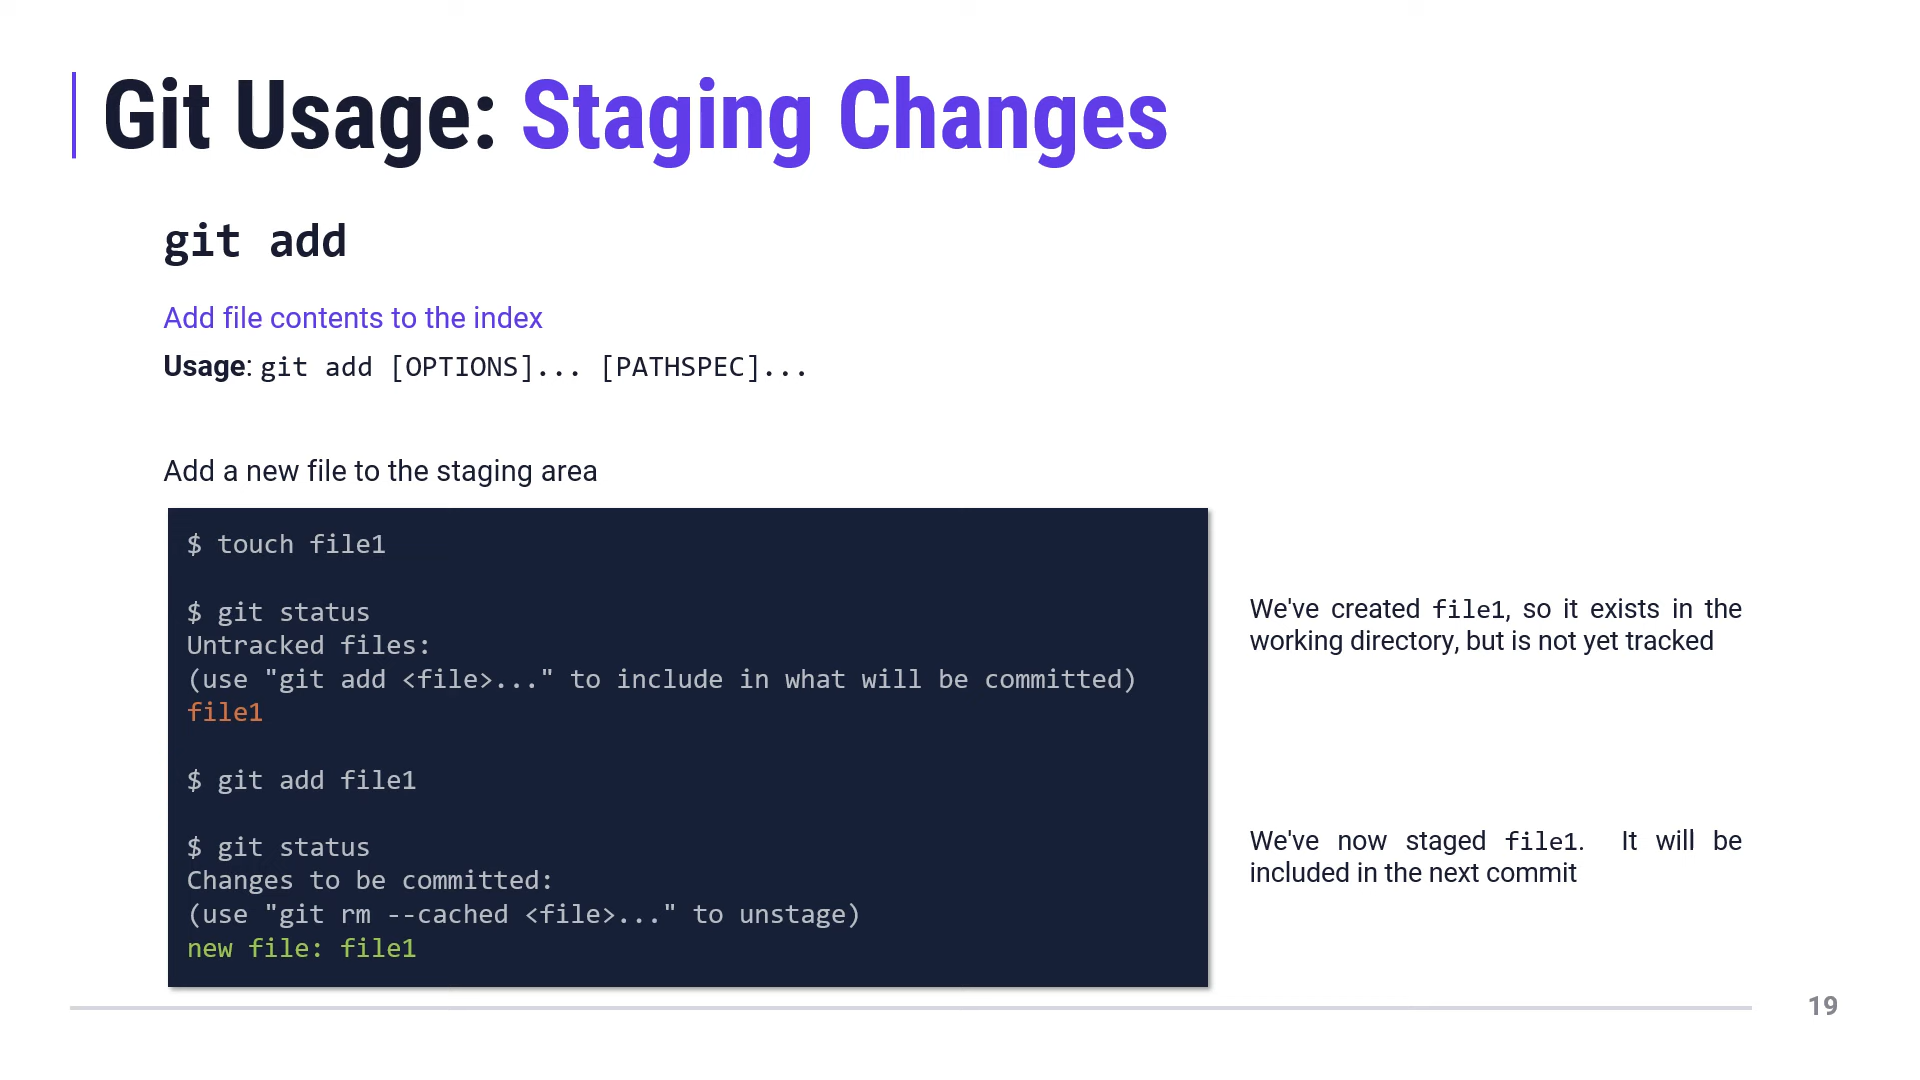 Git Usage: Staging Changes
git add
Add file contents to the index
Usage: git add [OPTIONS]... [PATHSPEC]...
Add a new file to the staging area
$ touch file1
$ git status
Untracked files:
(use "git add <file>..." to include in what will be committed)
file1
$ git add file1
$ git status
Changes to be committed:
(use "git rm --cached <file>..." to unstage)
new file: file1
We've created file1, so it exists in the
working directory, but is not yet tracked
We've now staged file1. It will be
included in the next commit
19